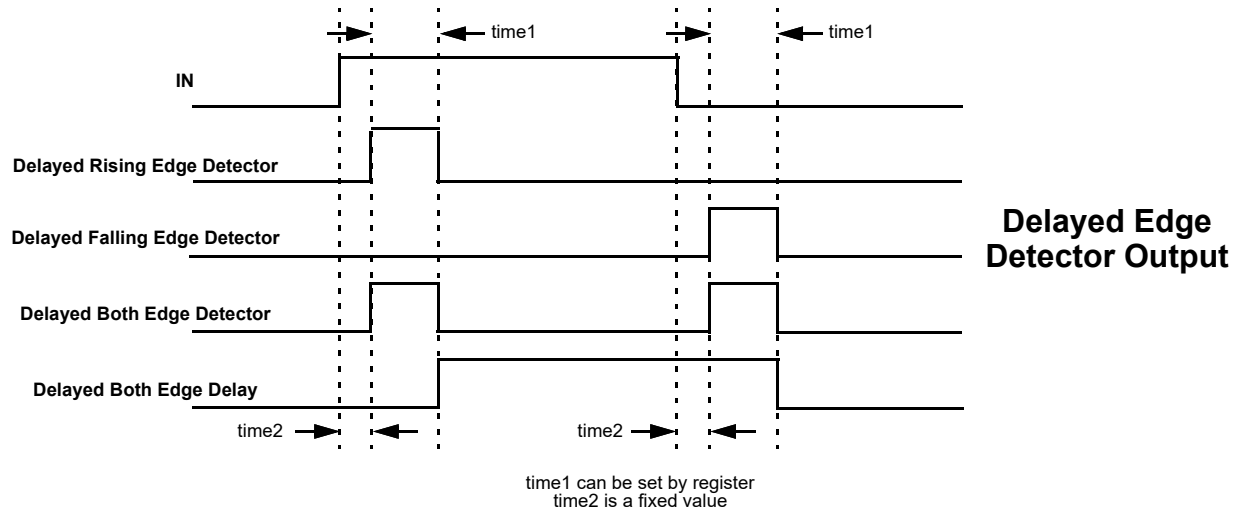 time1
time1
IN
Delayed Rising Edge Detector
Delayed Falling Edge Detector
Delayed Edge
Detector Output
Delayed Both Edge Detector
Delayed Both Edge Delay
time2
time2
time1 can be set by register
time2 is a fixed value